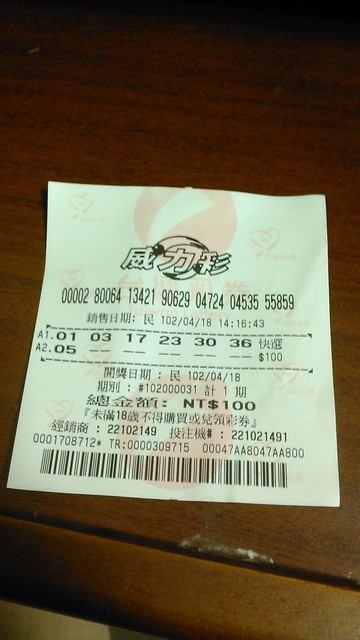 威力彩
00002 80064 13421 90629 04724 04535 55859
銷售日期: 民 102/04/18 14:16:43
A1.01 03 17 23 30 36 快選
A2.05 -- -- -- -- -- $100
開獎日期 : 民 102/04/18
期別 : #102000031 計 1 期
總金額: NT$100
『未滿18歲不得購買或兌領彩券』
經銷商 : 22102149 投注機# : 221021491
0001708712* TR:0000309715 00047AA8047AA800